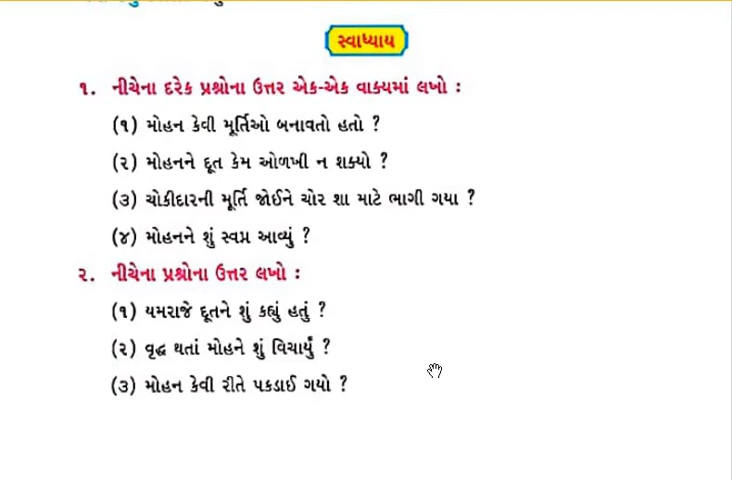 સ્વાધ્યાય
૧. નીચેના દરેક પ્રશ્નોના ઉત્તર એક-એક વાક્યમાં લખો :
(૧) મોહન કેવી મૂર્તિઓ બનાવતો હતો ?
(૨) મોહનને દૂત કેમ ઓળખી ન શક્યો ?
(૩) ચોકીદારની મૂર્તિ જોઈને ચોર શા માટે ભાગી ગયા ?
(૪) મોહનને શું સ્વપ્ન આવ્યું ?
૨. નીચેના પ્રશ્નોના ઉત્તર લખો :
(૧) યમરાજે દૂતને શું કહ્યું હતું ?
(૨) વૃદ્ધ થતાં મોહને શું વિચાર્યું ?
(૩) મોહન કેવી રીતે પકડાઈ ગયો ?